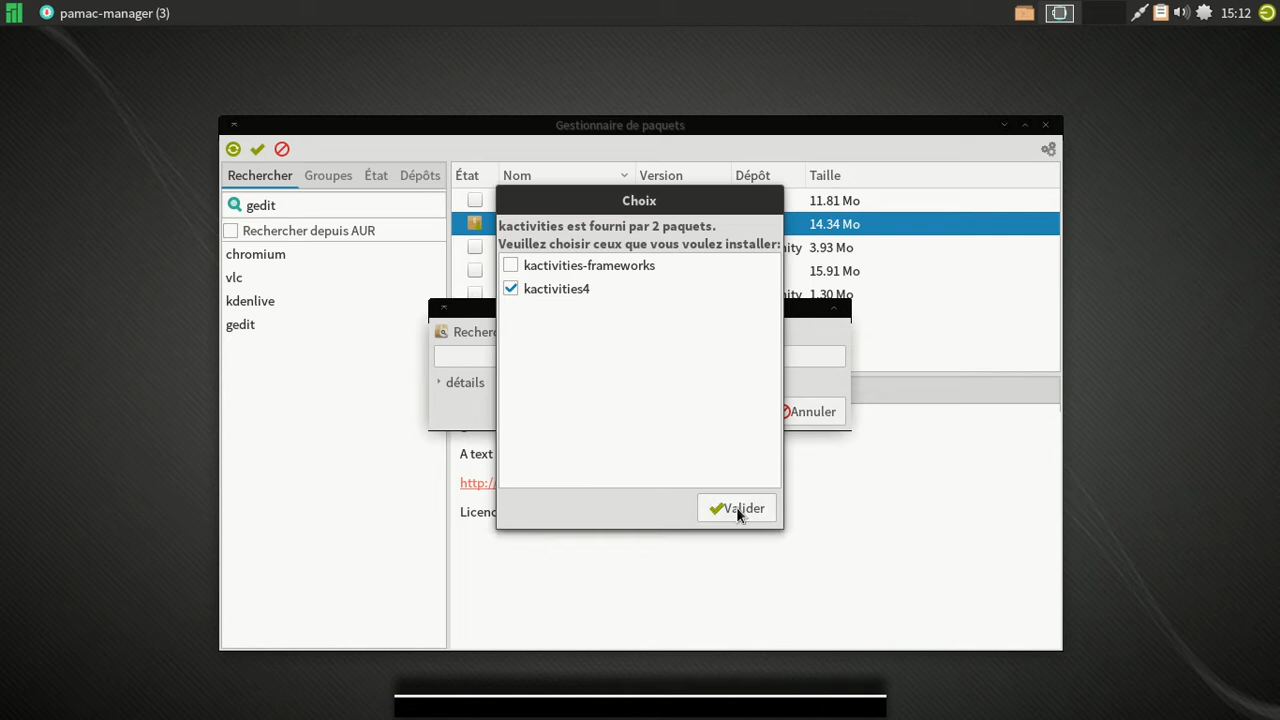 pamac-manager (3)
15:12
Gestionnaire de paquets
Rechercher Groupes État Dépôts
État Nom Version Dépôt Taille
gedit
Rechercher depuis AUR
chromium
vlc
kdenlive
gedit
11.81 Mo
14.34 Mo
3.93 Mo
15.91 Mo
1.30 Mo
Choix
kactivities est fourni par 2 paquets.
Veuillez choisir ceux que vous voulez installer:
kactivities-frameworks
kactivities4
Valider
détails
Annuler
A text
http:/